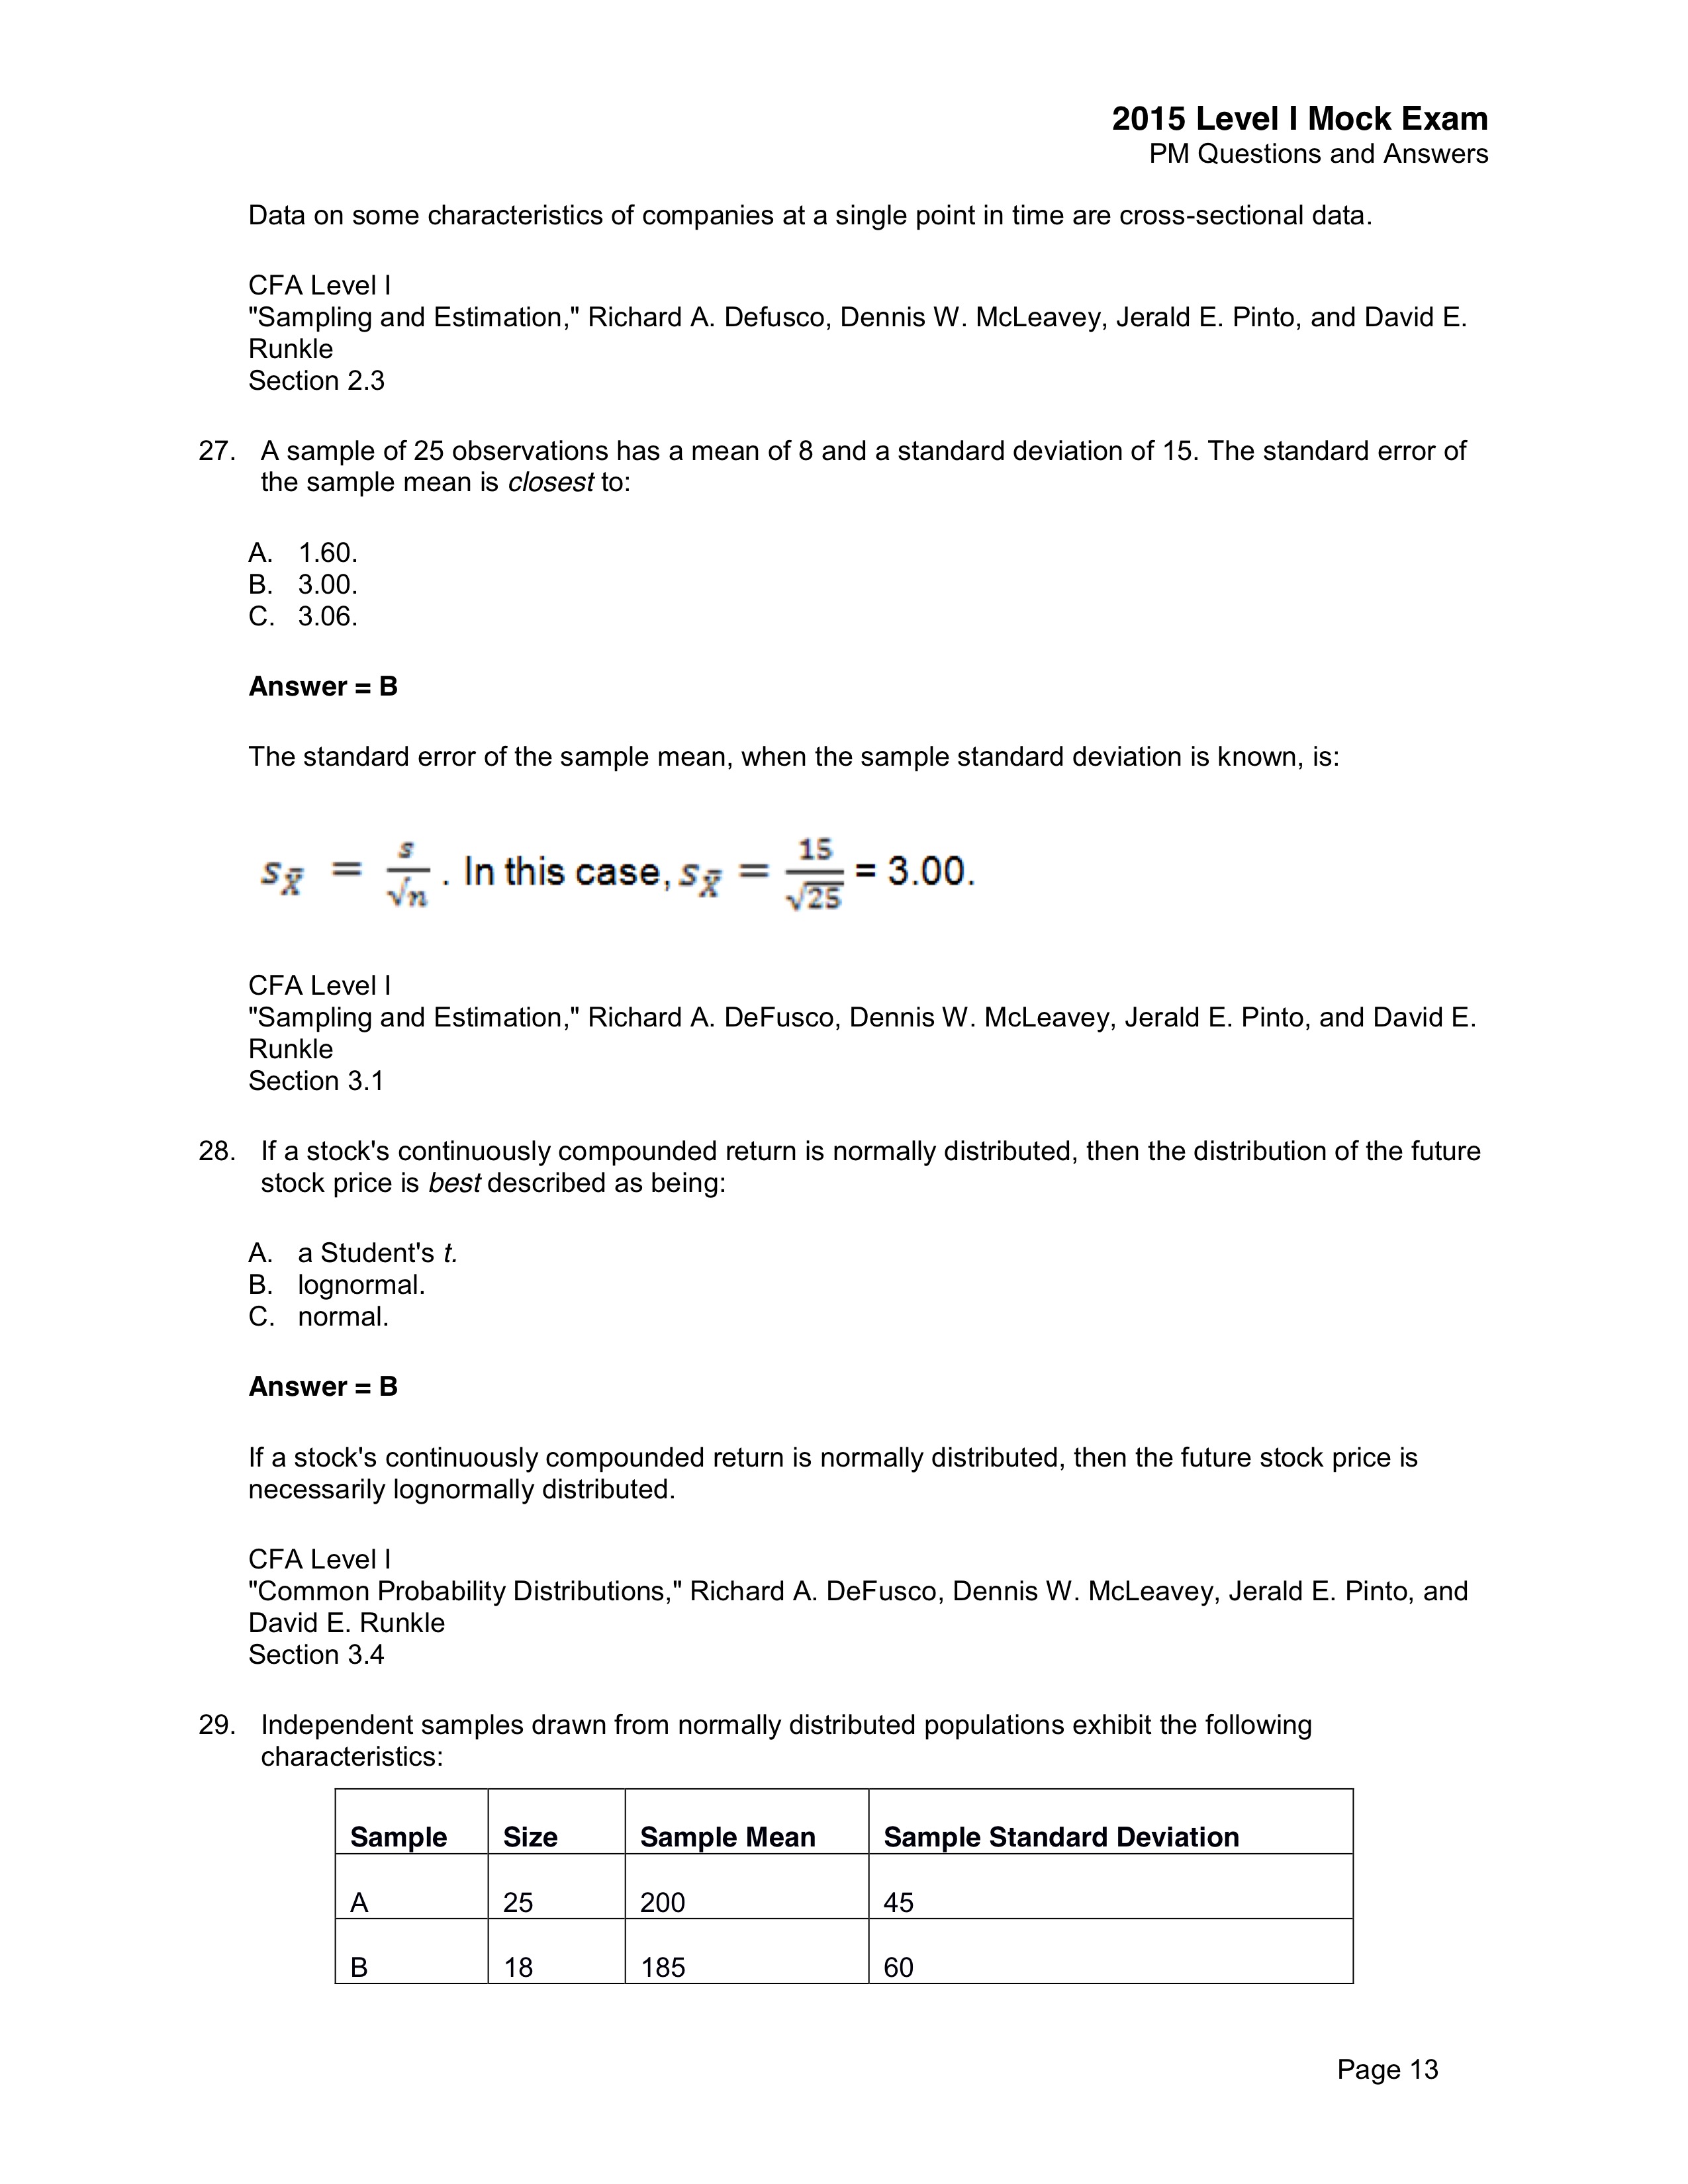 2015 Level I Mock Exam
PM Questions and Answers
Data on some characteristics of companies at a single point in time are cross-sectional data.
CFA Level I
"Sampling and Estimation," Richard A. Defusco, Dennis W. McLeavey, Jerald E. Pinto, and David E.
Runkle
Section 2.3
27. A sample of 25 observations has a mean of 8 and a standard deviation of 15. The standard error of
the sample mean is closest to:
A. 1.60.
B. 3.00.
C. 3.06.
Answer = B
The standard error of the sample mean, when the sample standard deviation is known, is:
s_X̄ = s/√n . In this case, s_X̄ = 15/√25 = 3.00.
CFA Level I
"Sampling and Estimation," Richard A. DeFusco, Dennis W. McLeavey, Jerald E. Pinto, and David E.
Runkle
Section 3.1
28. If a stock's continuously compounded return is normally distributed, then the distribution of the future
stock price is best described as being:
A. a Student's t.
B. lognormal.
C. normal.
Answer = B
If a stock's continuously compounded return is normally distributed, then the future stock price is
necessarily lognormally distributed.
CFA Level I
"Common Probability Distributions," Richard A. DeFusco, Dennis W. McLeavey, Jerald E. Pinto, and
David E. Runkle
Section 3.4
29. Independent samples drawn from normally distributed populations exhibit the following
characteristics:
Sample Size Sample Mean Sample Standard Deviation
A 25 200 45
B 18 185 60
Page 13